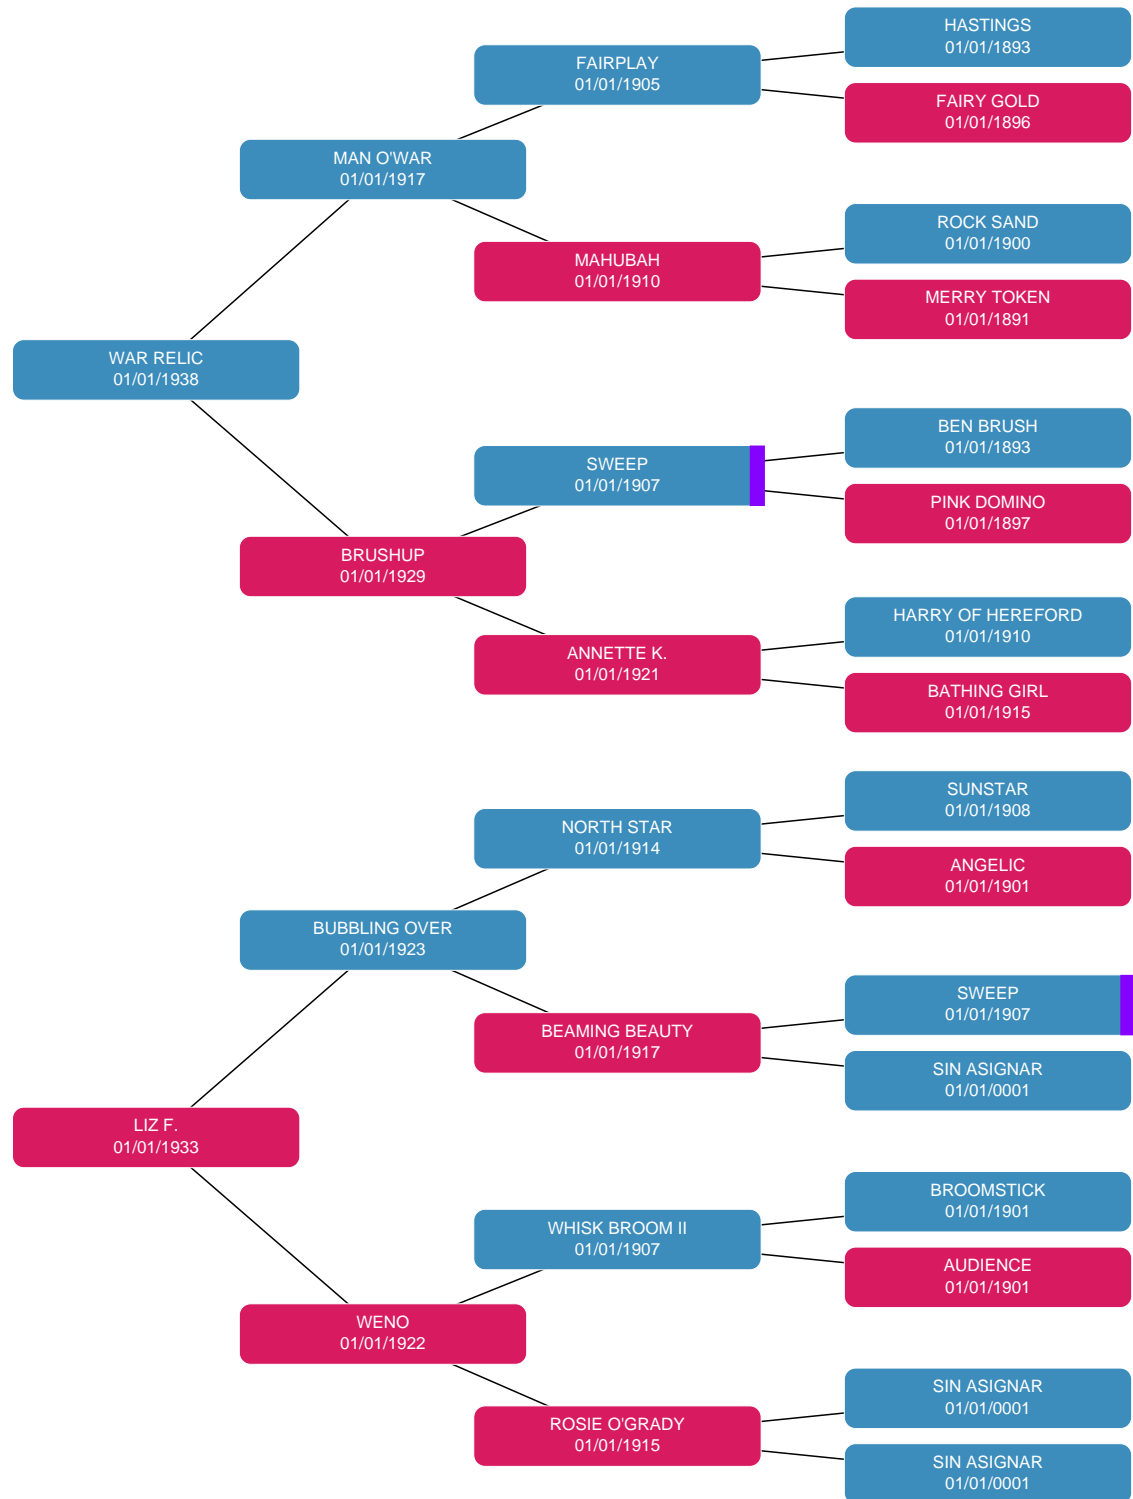 HASTINGS
01/01/1893
FAIRPLAY
01/01/1905
FAIRY GOLD
01/01/1896
MAN O'WAR
01/01/1917
ROCK SAND
01/01/1900
MAHUBAH
01/01/1910
MERRY TOKEN
01/01/1891
WAR RELIC
01/01/1938
BEN BRUSH
01/01/1893
SWEEP
01/01/1907
PINK DOMINO
01/01/1897
BRUSHUP
01/01/1929
HARRY OF HEREFORD
01/01/1910
ANNETTE K.
01/01/1921
BATHING GIRL
01/01/1915
SUNSTAR
01/01/1908
NORTH STAR
01/01/1914
ANGELIC
01/01/1901
BUBBLING OVER
01/01/1923
SWEEP
01/01/1907
BEAMING BEAUTY
01/01/1917
SIN ASIGNAR
01/01/0001
LIZ F.
01/01/1933
BROOMSTICK
01/01/1901
WHISK BROOM II
01/01/1907
AUDIENCE
01/01/1901
WENO
01/01/1922
SIN ASIGNAR
01/01/0001
ROSIE O'GRADY
01/01/1915
SIN ASIGNAR
01/01/0001